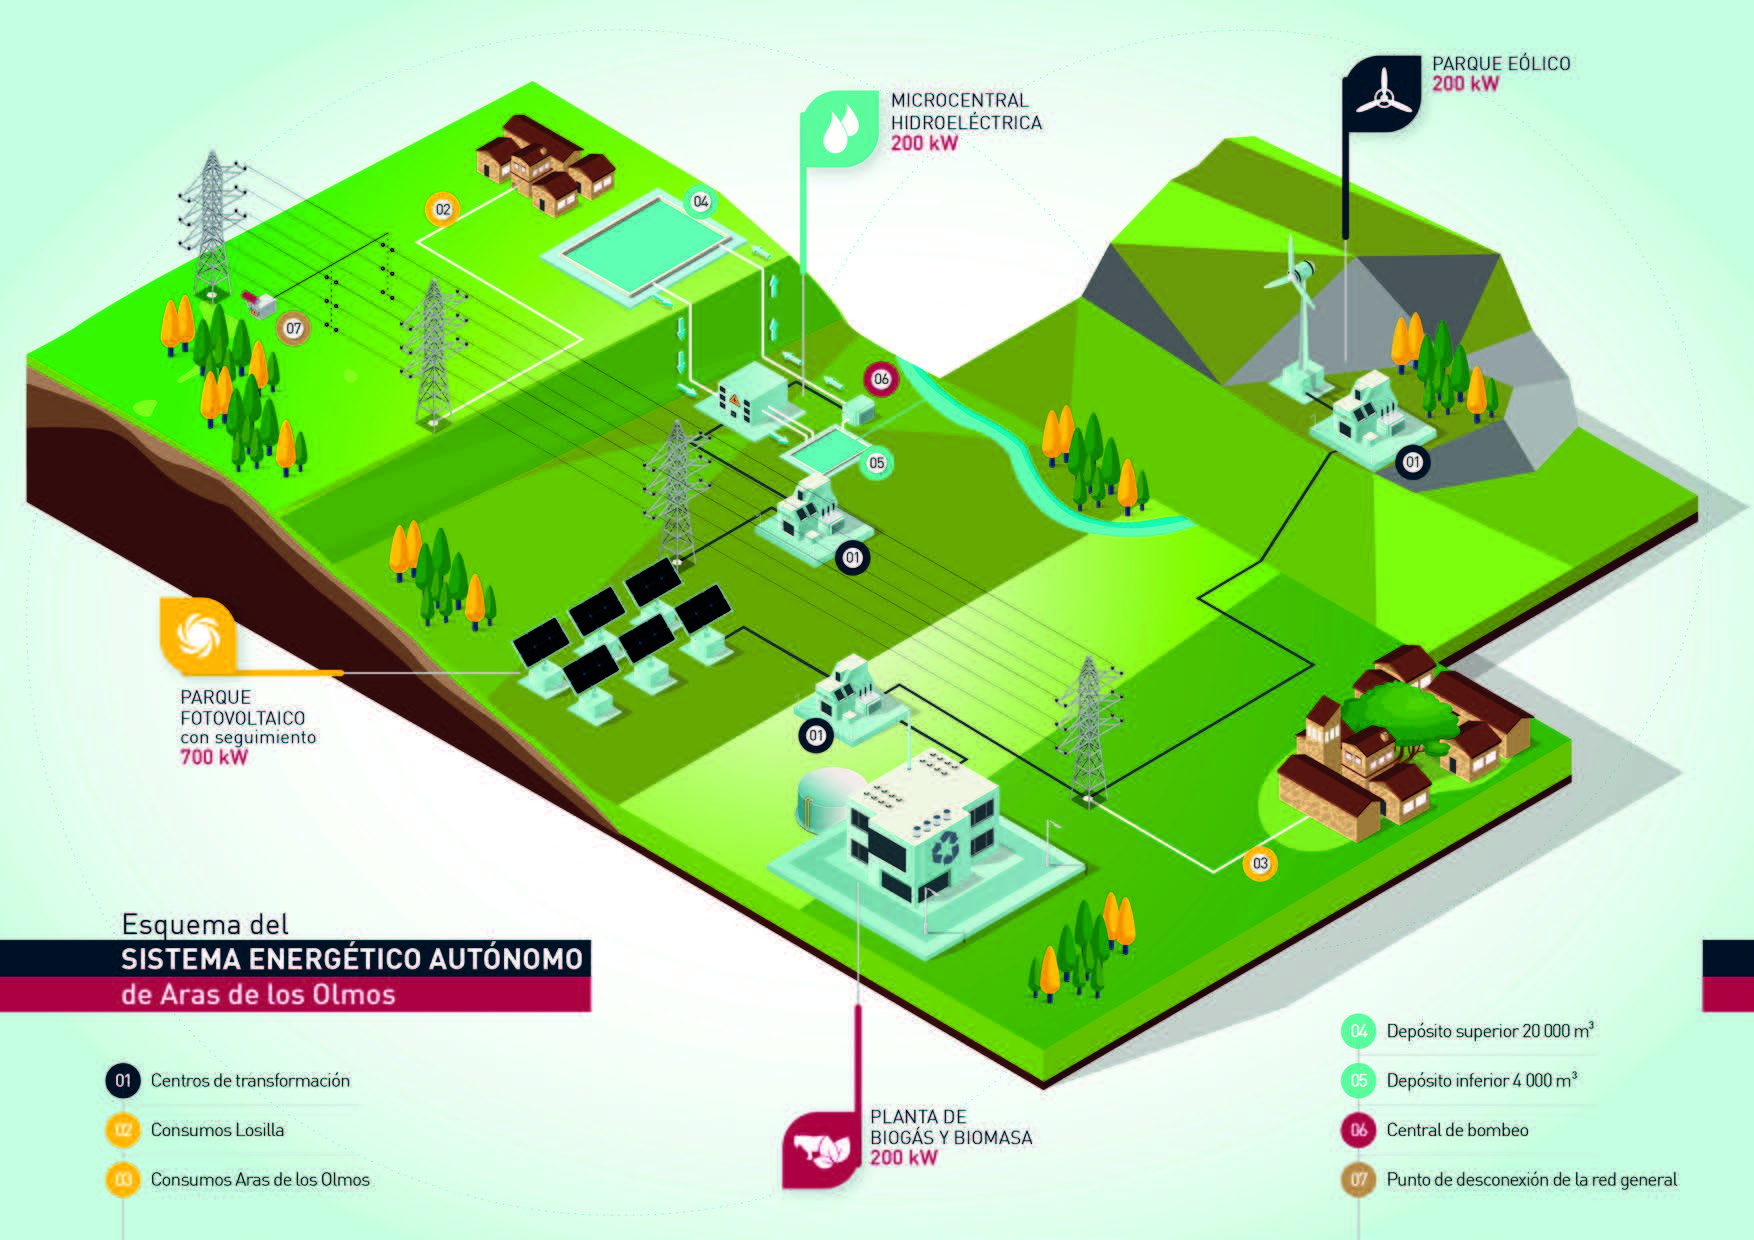 PARQUE EÓLICO
200 kW
MICROCENTRAL
HIDROELÉCTRICA
200 kW
02
04
07
06
05
01
01
PARQUE
FOTOVOLTAICO
con seguimiento
700 kW
01
03
Esquema del
SISTEMA ENERGÉTICO AUTÓNOMO
de Aras de los Olmos
PLANTA DE
BIOGÁS Y BIOMASA
200 kW
01 Centros de transformación
02 Consumos Losilla
03 Consumos Aras de los Olmos
04 Depósito superior 20 000 m³
05 Depósito inferior 4 000 m³
06 Central de bombeo
07 Punto de desconexión de la red general